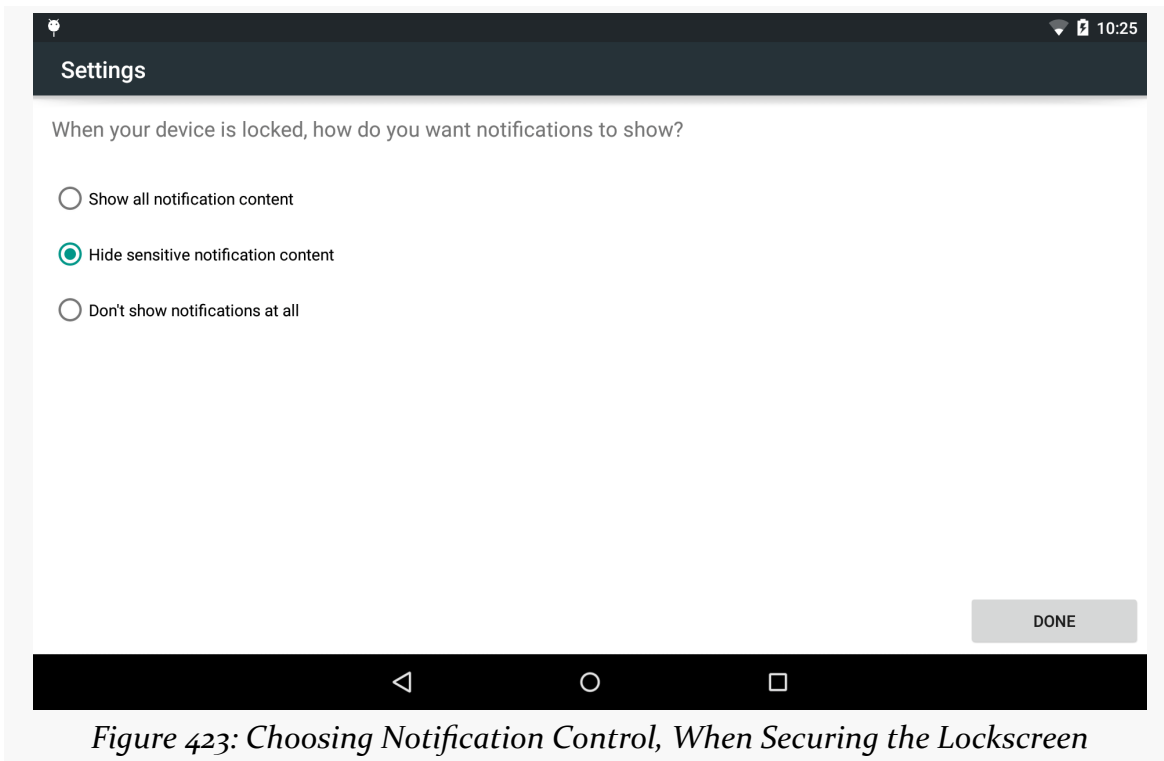 10:25
Settings
When your device is locked, how do you want notifications to show?
Show all notification content
Hide sensitive notification content
Don't show notifications at all
DONE
Figure 423: Choosing Notification Control, When Securing the Lockscreen